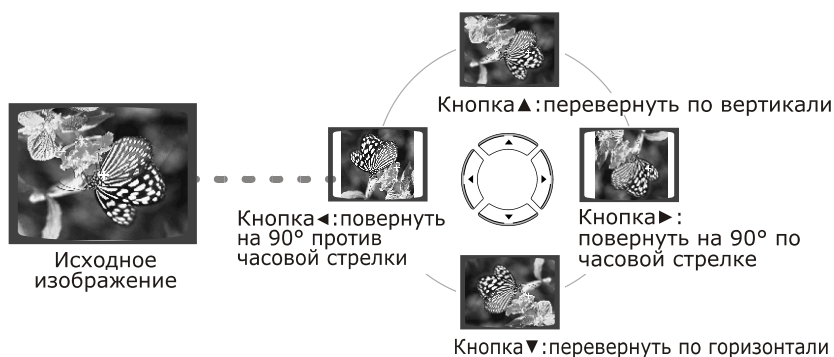 Кнопка▲:перевернуть по вертикали
Исходное
изображение
Кнопка◄:повернуть
на 90° против
часовой стрелки
Кнопка►:
повернуть на 90° по
часовой стрелке
Кнопка▼:перевернуть по горизонтали